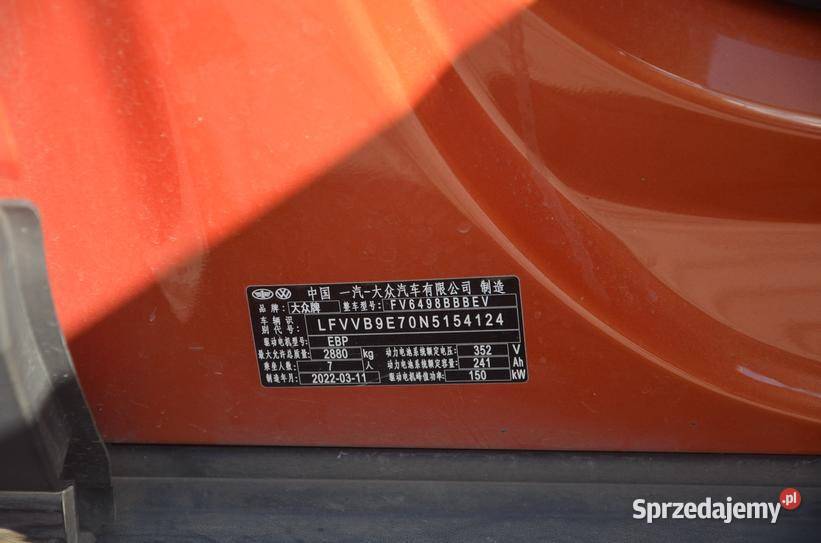 中国 一汽-大众汽车有限公司 制造
品牌: 大众牌 整车型号: FV6498BBBEV
车辆识别代号: LFVVB9E70N5154124
驱动电机型号: EBP
最大允许总质量: 2880 kg 动力电池系统额定电压: 352 V
乘坐人数: 7 人 动力电池系统额定容量: 241 Ah
制造年月: 2022-03-11 驱动电机峰值功率: 150 kW
Sprzedajemy.pl